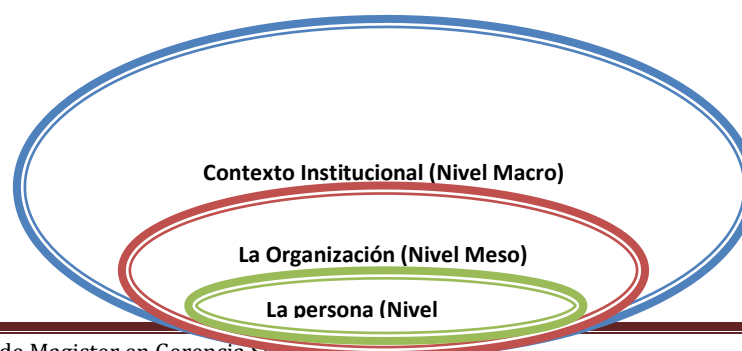 Contexto Institucional (Nivel Macro)
La Organización (Nivel Meso)
La persona (Nivel
de Magister en Gerencia